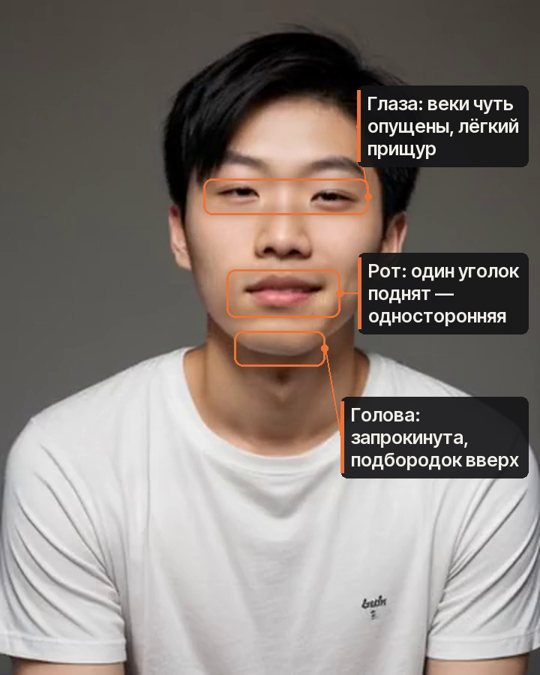 Глаза: веки чуть
опущены, лёгкий
прищур
Рот: один уголок
поднят —
односторонняя
Голова:
запрокинута,
подбородок вверх